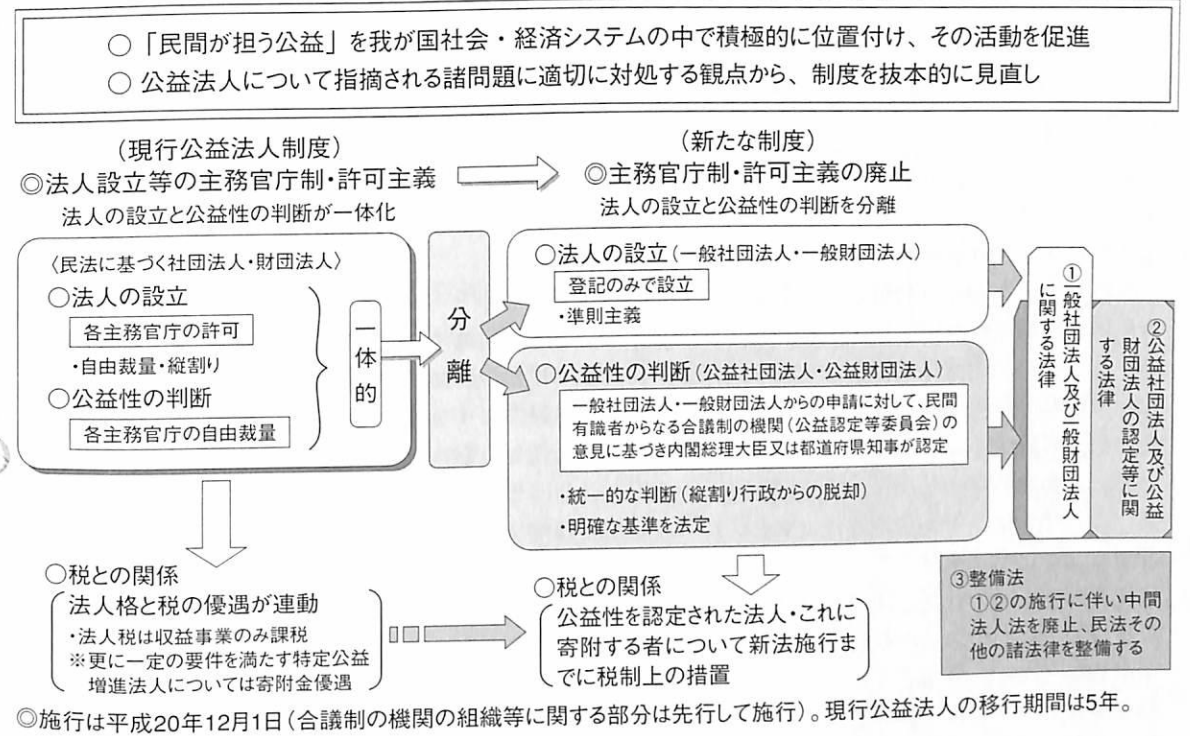 ○「民間が担う公益」を我が国社会・経済システムの中で積極的に位置付け、その活動を促進
○ 公益法人について指摘される諸問題に適切に対処する観点から、制度を抜本的に見直し
(現行公益法人制度)
◎法人設立等の主務官庁制・許可主義
法人の設立と公益性の判断が一体化
(新たな制度)
◎主務官庁制・許可主義の廃止
法人の設立と公益性の判断を分離
〈民法に基づく社団法人・財団法人〉
○法人の設立
各主務官庁の許可
・自由裁量・縦割り
○公益性の判断
各主務官庁の自由裁量
一体的
分離
○法人の設立(一般社団法人・一般財団法人)
登記のみで設立
・準則主義
○公益性の判断(公益社団法人・公益財団法人)
一般社団法人・一般財団法人からの申請に対して、民間
有識者からなる合議制の機関(公益認定等委員会)の
意見に基づき内閣総理大臣又は都道府県知事が認定
・統一的な判断(縦割り行政からの脱却)
・明確な基準を法定
①一般社団法人及び一般財団法人
に関する法律
②公益社団法人及び公益
財団法人の認定等に関
する法律
○税との関係
法人格と税の優遇が連動
・法人税は収益事業のみ課税
※更に一定の要件を満たす特定公益
増進法人については寄附金優遇
○税との関係
公益性を認定された法人・これに
寄附する者について新法施行ま
でに税制上の措置
③整備法
①②の施行に伴い中間
法人法を廃止、民法その
他の諸法律を整備する
◎施行は平成20年12月1日(合議制の機関の組織等に関する部分は先行して施行)。現行公益法人の移行期間は5年。